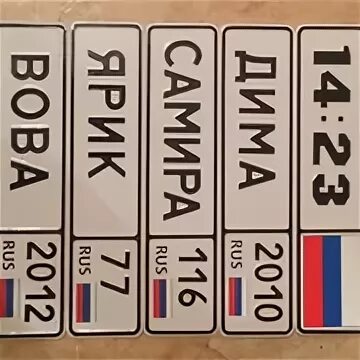 14:23
ДИМА 2010 RUS
САМИРА 116 RUS
ЯРИК 77 RUS
ВОВА 2012 RUS